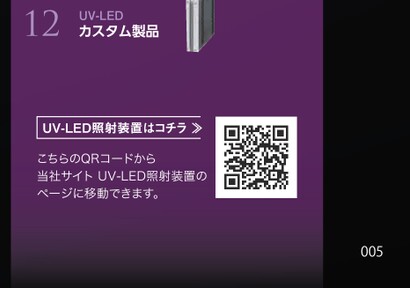 12
UV-LED
カスタム製品
UV-LED照射装置はコチラ ≫
こちらのQRコードから
当社サイト UV-LED照射装置の
ページに移動できます。
005